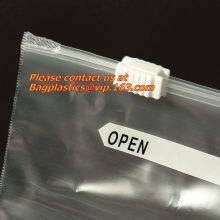 Please contact us at
Bagplastics@vip.163.com
OPEN